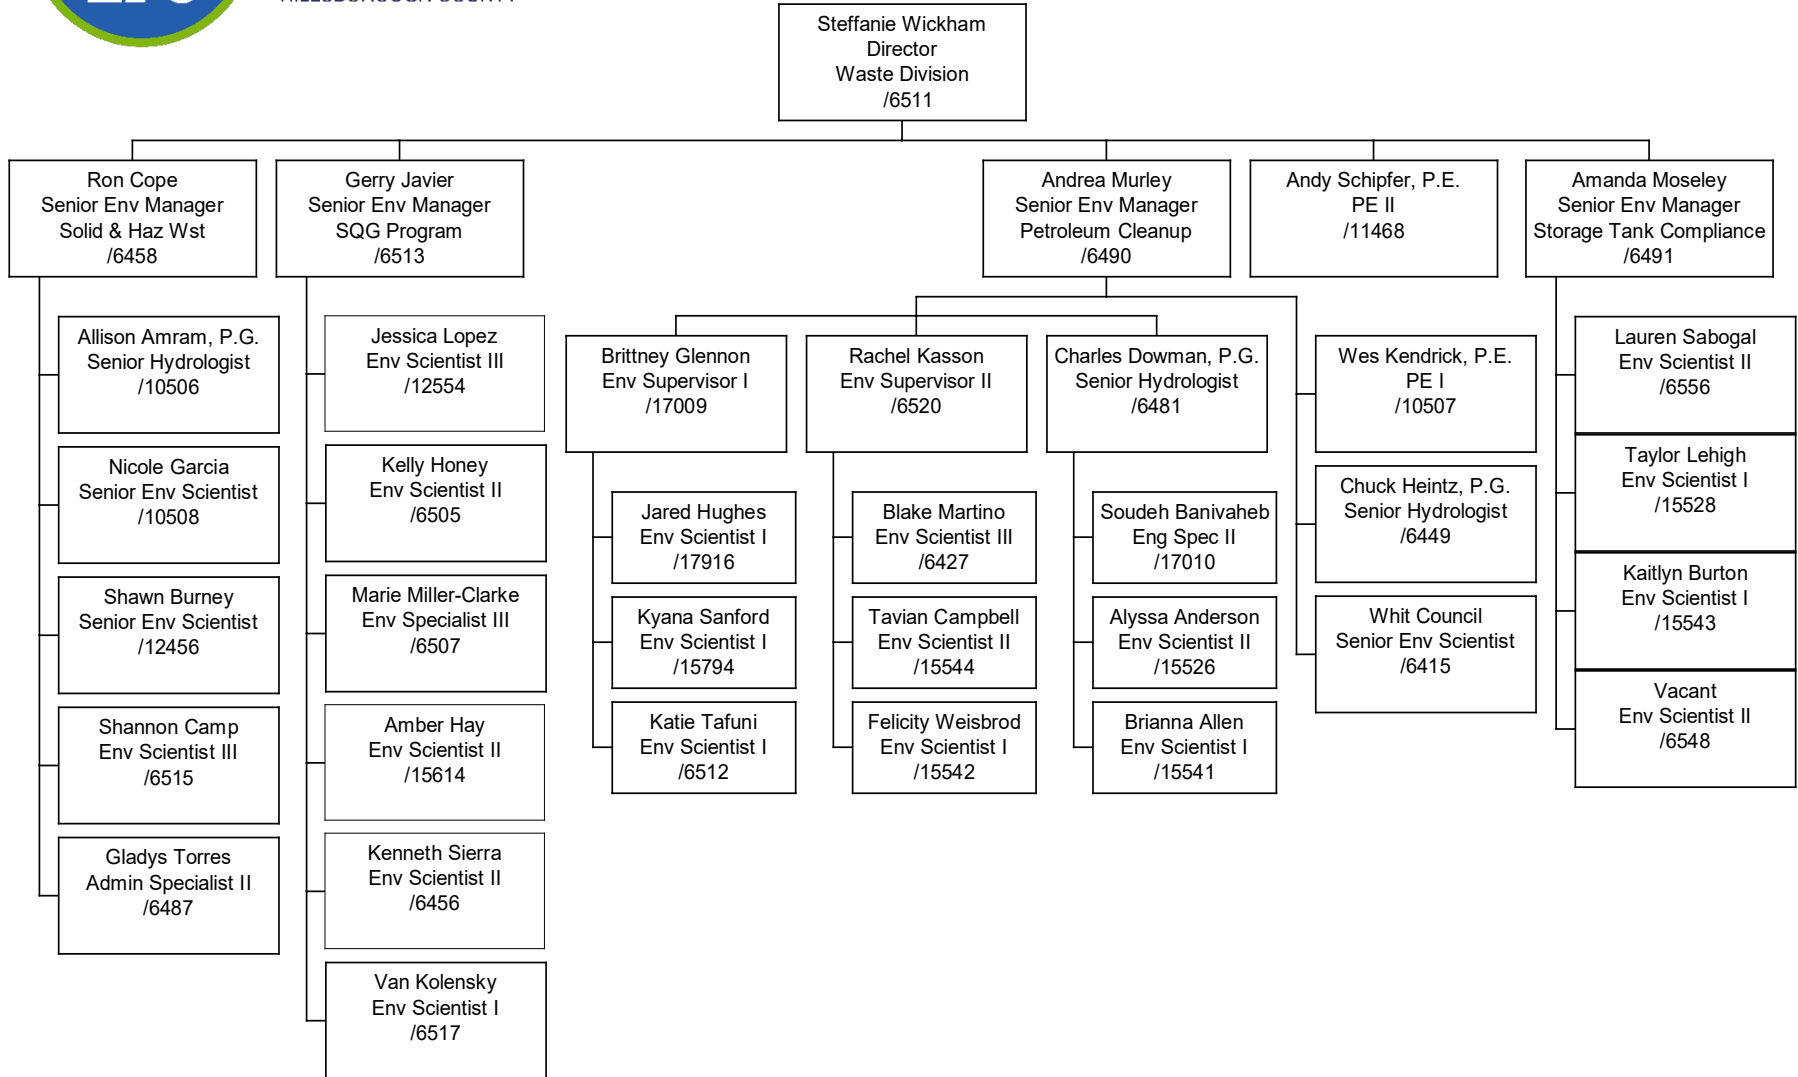 Steffanie Wickham
Director
Waste Division
/6511
Ron Cope
Senior Env Manager
Solid & Haz Wst
/6458
Gerry Javier
Senior Env Manager
SQG Program
/6513
Andrea Murley
Senior Env Manager
Petroleum Cleanup
/6490
Andy Schipfer, P.E.
PE II
/11468
Amanda Moseley
Senior Env Manager
Storage Tank Compliance
/6491
Allison Amram, P.G.
Senior Hydrologist
/10506
Nicole Garcia
Senior Env Scientist
/10508
Shawn Burney
Senior Env Scientist
/12456
Shannon Camp
Env Scientist III
/6515
Gladys Torres
Admin Specialist II
/6487
Jessica Lopez
Env Scientist III
/12554
Kelly Honey
Env Scientist II
/6505
Marie Miller-Clarke
Env Specialist III
/6507
Amber Hay
Env Scientist II
/15614
Kenneth Sierra
Env Scientist II
/6456
Van Kolensky
Env Scientist I
/6517
Brittney Glennon
Env Supervisor I
/17009
Jared Hughes
Env Scientist I
/17916
Kyana Sanford
Env Scientist I
/15794
Katie Tafuni
Env Scientist I
/6512
Rachel Kasson
Env Supervisor II
/6520
Blake Martino
Env Scientist III
/6427
Tavian Campbell
Env Scientist II
/15544
Felicity Weisbrod
Env Scientist I
/15542
Charles Dowman, P.G.
Senior Hydrologist
/6481
Soudeh Banivaheb
Eng Spec II
/17010
Alyssa Anderson
Env Scientist II
/15526
Brianna Allen
Env Scientist I
/15541
Wes Kendrick, P.E.
PE I
/10507
Chuck Heintz, P.G.
Senior Hydrologist
/6449
Whit Council
Senior Env Scientist
/6415
Lauren Sabogal
Env Scientist II
/6556
Taylor Lehigh
Env Scientist I
/15528
Kaitlyn Burton
Env Scientist I
/15543
Vacant
Env Scientist II
/6548